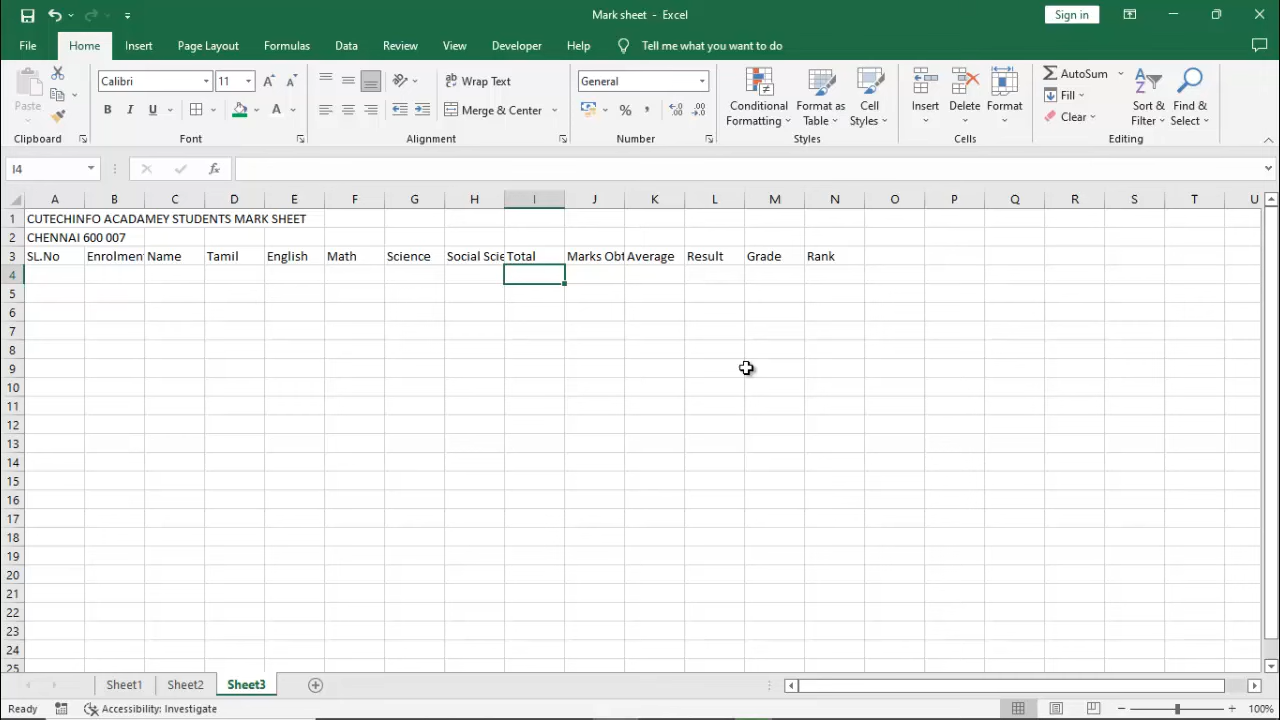 Mark sheet - Excel
Sign in
File Home Insert Page Layout Formulas Data Review View Developer Help Tell me what you want to do
Paste
Calibri 11
B I U A
Wrap Text
Merge & Center
General
%
Conditional Formatting
Format as Table
Cell Styles
Insert Delete Format
AutoSum
Fill
Clear
Sort & Filter
Find & Select
Clipboard Font Alignment Number Styles Cells Editing
I4 fx
A B C D E F G H I J K L M N O P Q R S T U
1 CUTECHINFO ACADAMEY STUDENTS MARK SHEET
2 CHENNAI 600 007
3 SL.No Enrolmen Name Tamil English Math Science Social Scie Total Marks Obt Average Result Grade Rank
4
5
6
7
8
9
10
11
12
13
14
15
16
17
18
19
20
21
22
23
24
25
Sheet1 Sheet2 Sheet3
Ready Accessibility: Investigate 100%